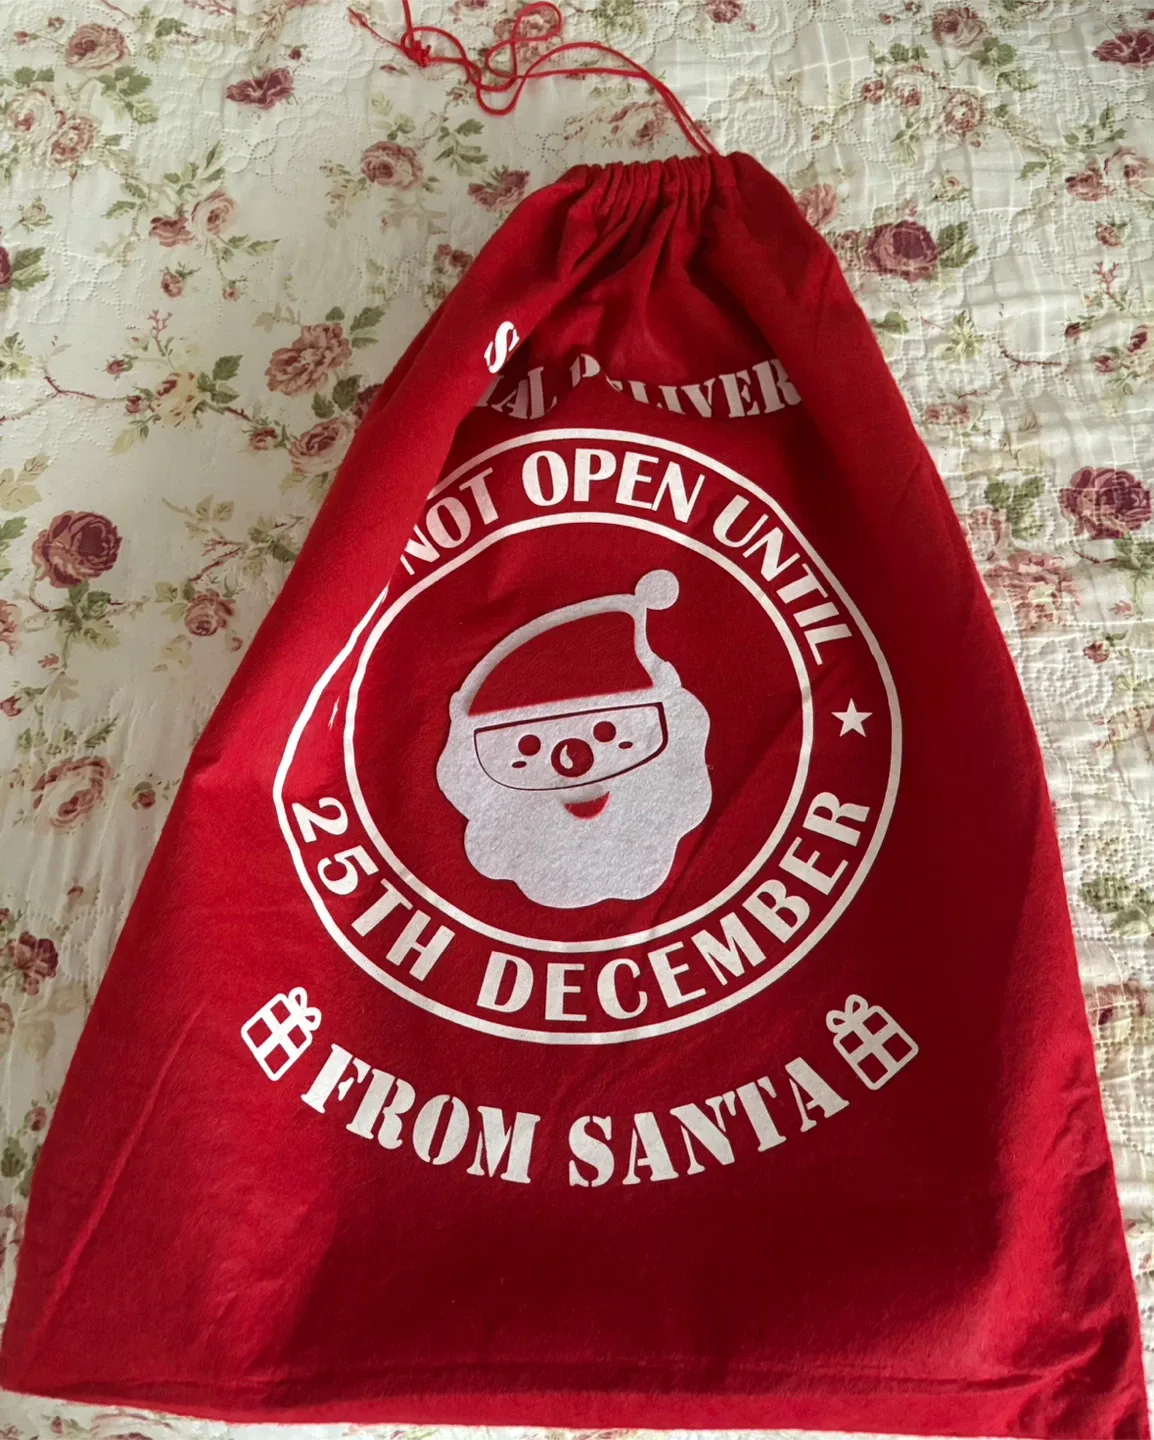 NOT OPEN UNTIL
25TH DECEMBER
FROM SANTA